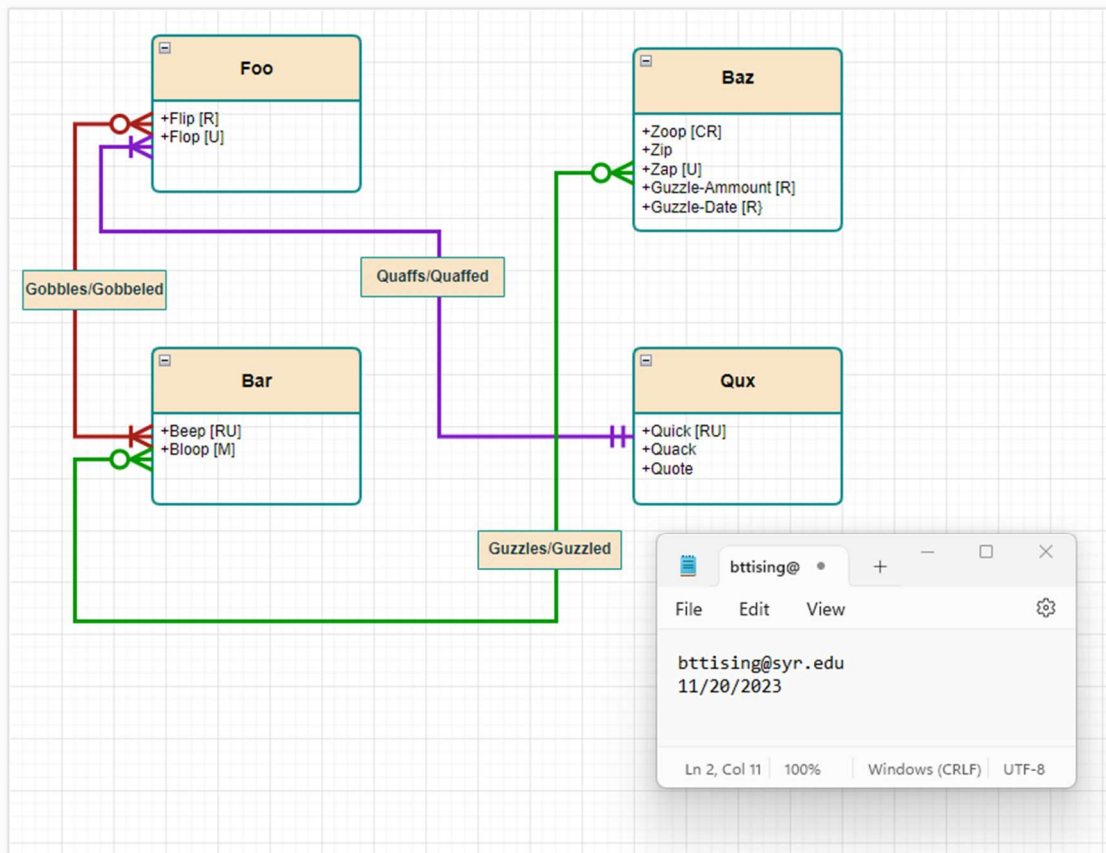 Foo
+Flip [R]
+Flop [U]
Baz
+Zoop [CR]
+Zip
+Zap [U]
+Guzzle-Ammount [R]
+Guzzle-Date [R}
Gobbles/Gobbeled
Quaffs/Quaffed
Bar
+Beep [RU]
+Bloop [M]
Qux
+Quick [RU]
+Quack
+Quote
Guzzles/Guzzled
bttising@
File Edit View
bttising@syr.edu
11/20/2023
Ln 2, Col 11 100% Windows (CRLF) UTF-8